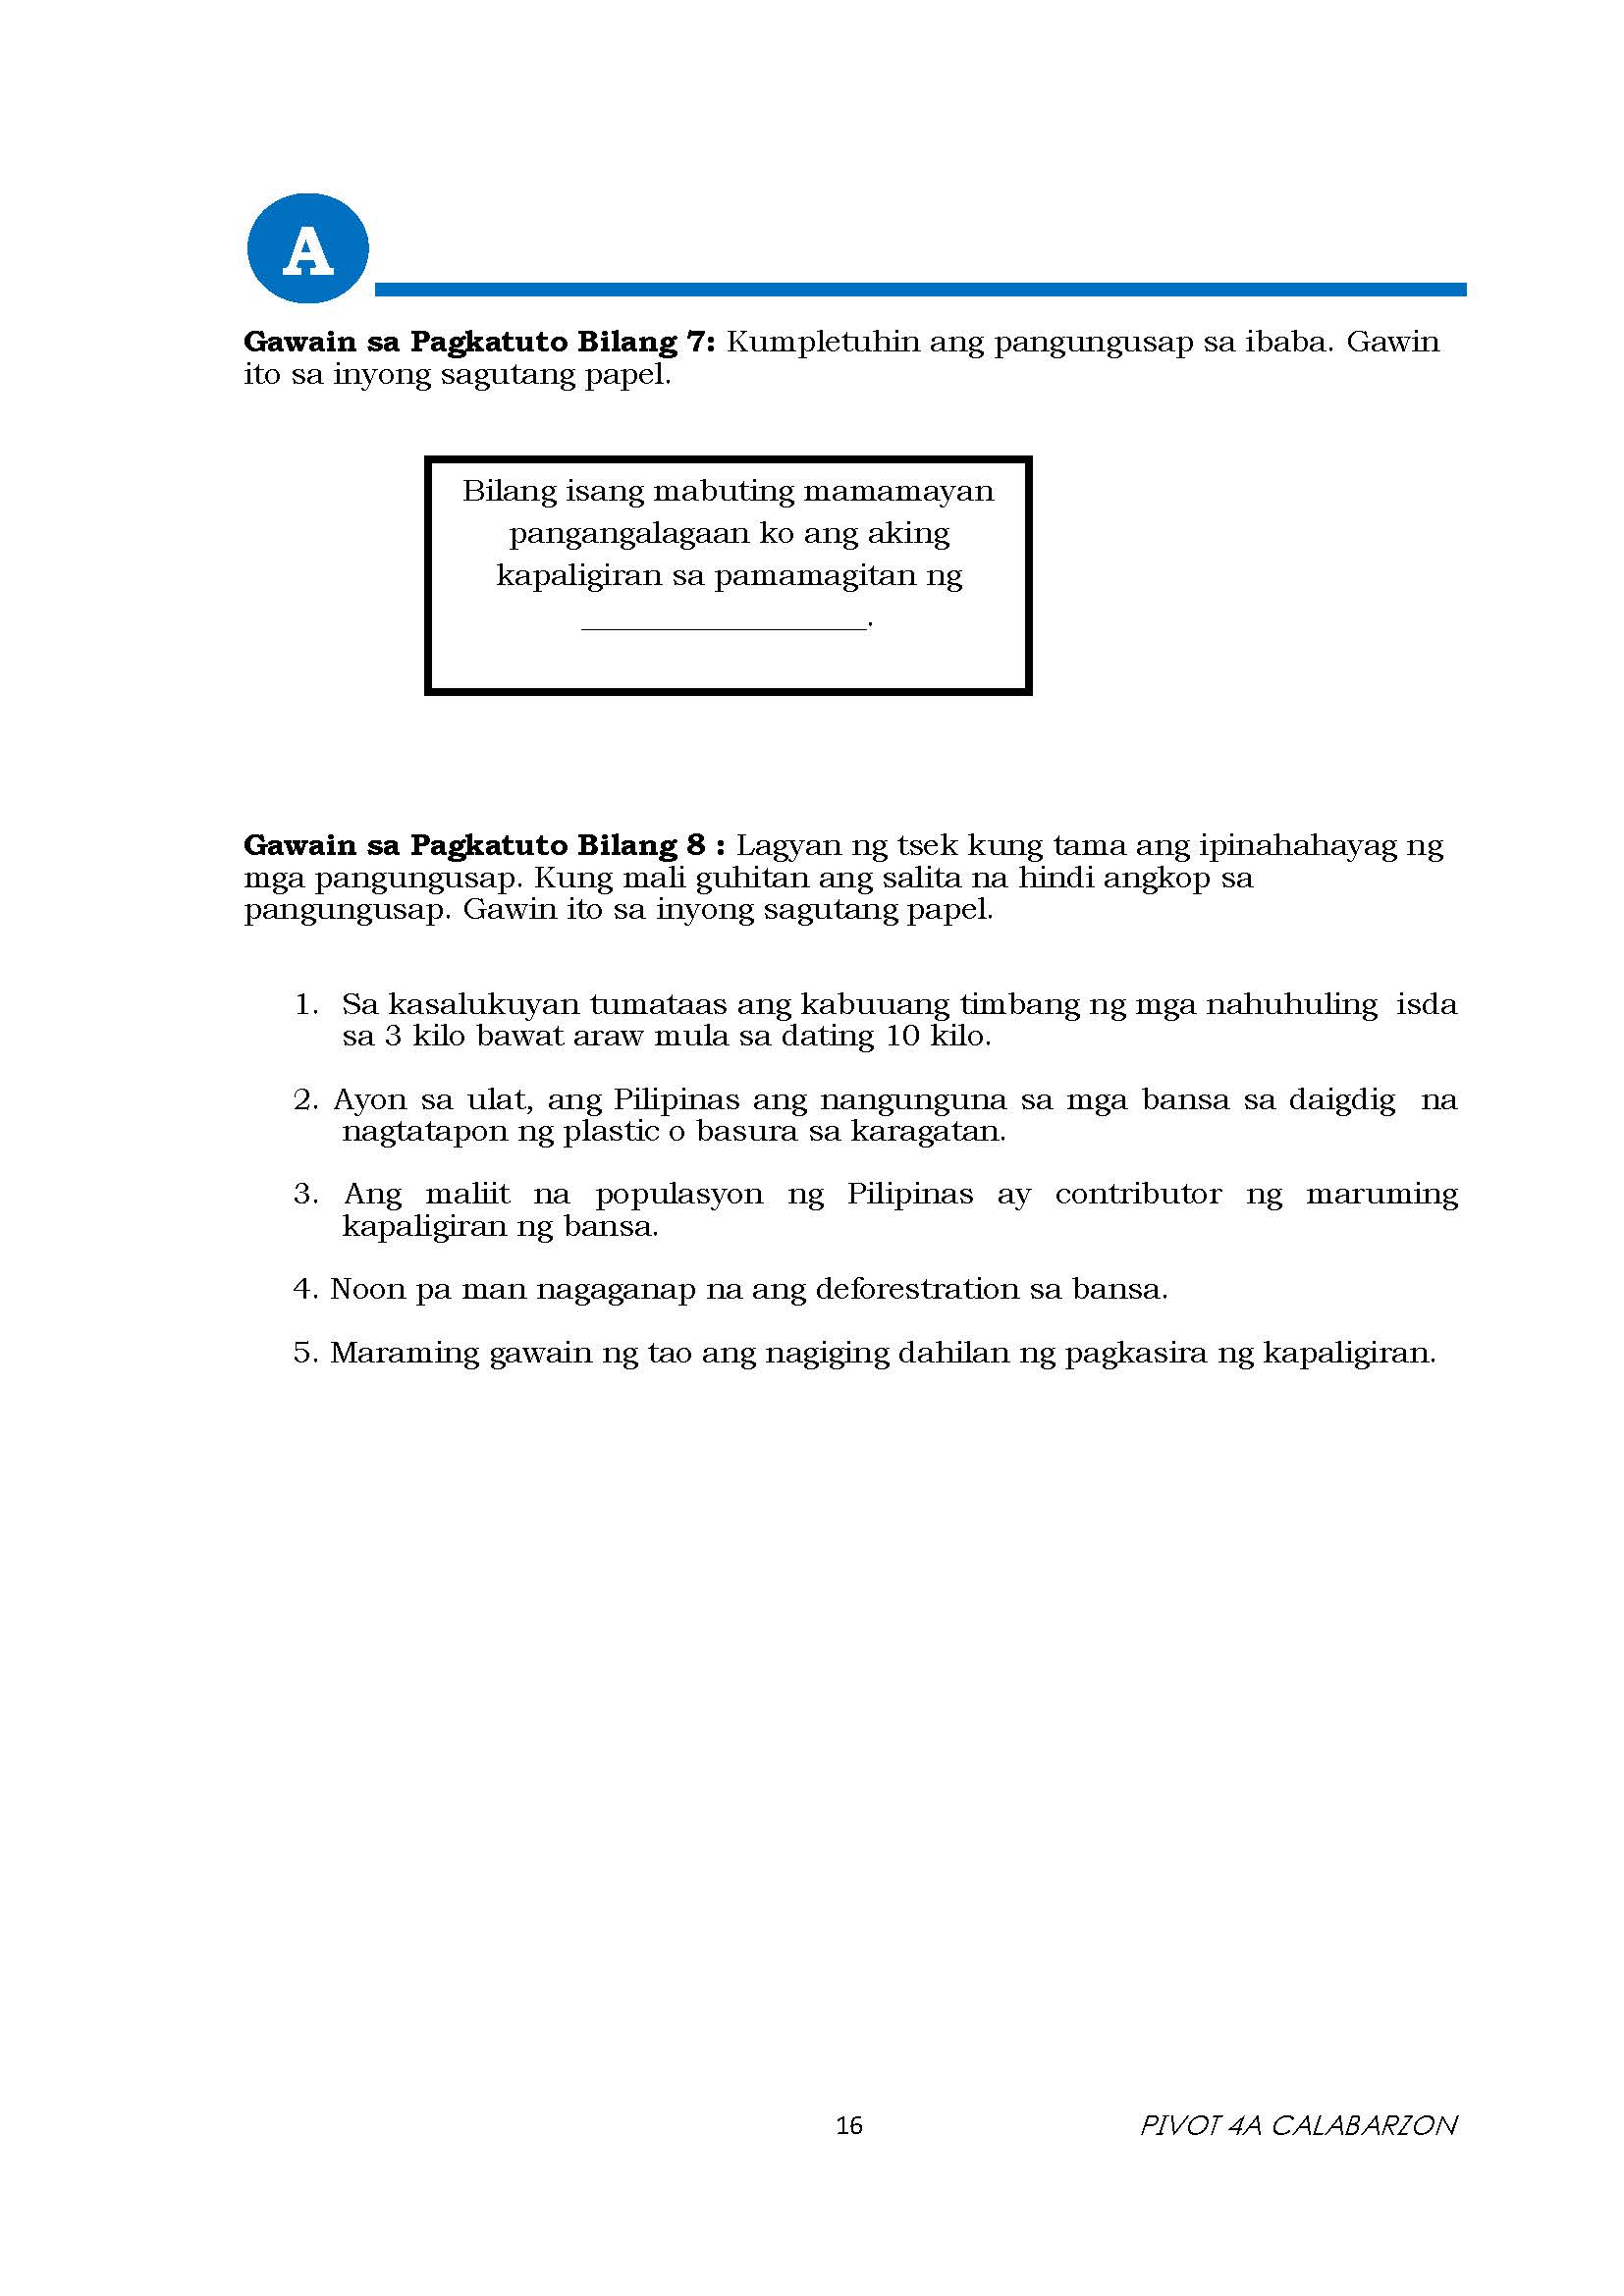 A
Gawain sa Pagkatuto Bilang 7: Kumpletuhin ang pangungusap sa ibaba. Gawin
ito sa inyong sagutang papel.
Bilang isang mabuting mamamayan
pangangalagaan ko ang aking
kapaligiran sa pamamagitan ng
__________________.
Gawain sa Pagkatuto Bilang 8 : Lagyan ng tsek kung tama ang ipinahahayag ng
mga pangungusap. Kung mali guhitan ang salita na hindi angkop sa
pangungusap. Gawin ito sa inyong sagutang papel.
1. Sa kasalukuyan tumataas ang kabuuang timbang ng mga nahuhuling isda
sa 3 kilo bawat araw mula sa dating 10 kilo.
2. Ayon sa ulat, ang Pilipinas ang nangunguna sa mga bansa sa daigdig na
nagtatapon ng plastic o basura sa karagatan.
3. Ang maliit na populasyon ng Pilipinas ay contributor ng maruming
kapaligiran ng bansa.
4. Noon pa man nagaganap na ang deforestration sa bansa.
5. Maraming gawain ng tao ang nagiging dahilan ng pagkasira ng kapaligiran.
16
PIVOT 4A CALABARZON